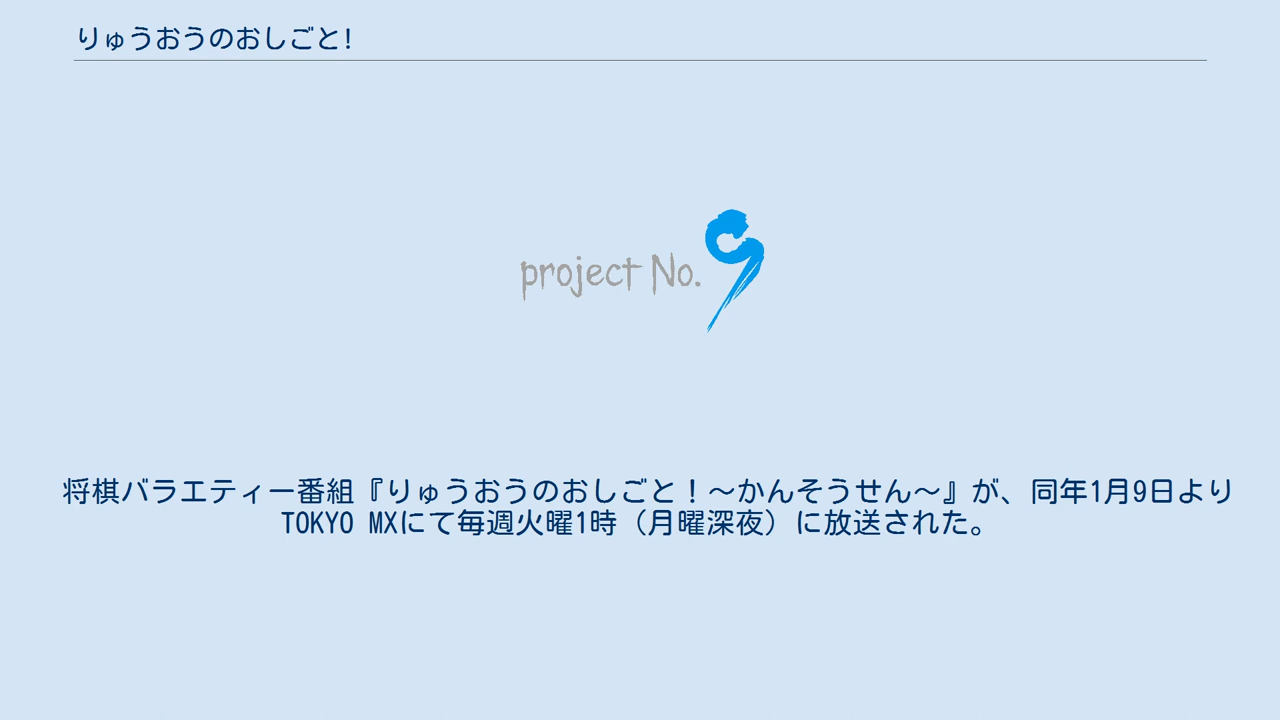 りゅうおうのおしごと!
project No.9
将棋バラエティー番組『りゅうおうのおしごと！～かんそうせん～』が、同年1月9日より
TOKYO MXにて毎週火曜1時（月曜深夜）に放送された。